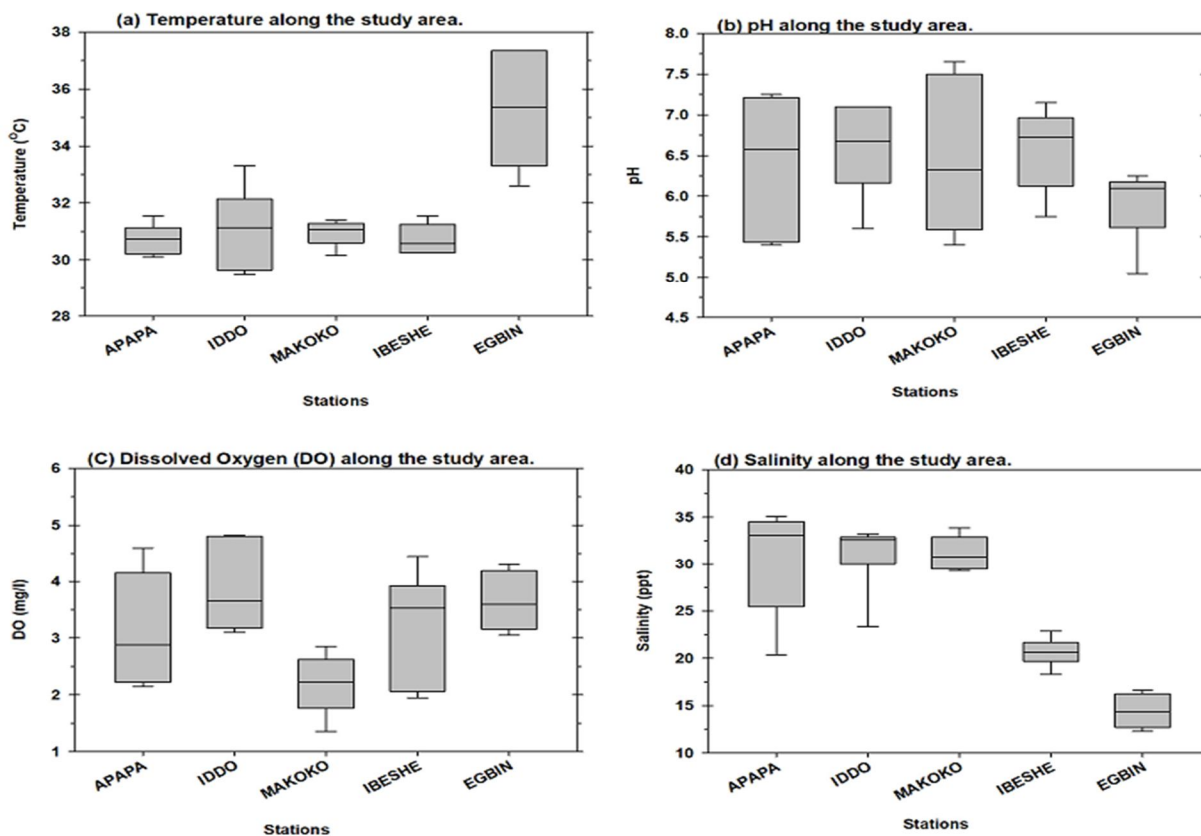 (a) Temperature along the study area.
38
36
34
32
30
28
Temperature (OC)
APAPA
IDDO
MAKOKO
IBESHE
EGBIN
Stations
(b) pH along the study area.
8.0
7.5
7.0
6.5
6.0
5.5
5.0
4.5
pH
APAPA
IDDO
MAKOKO
IBESHE
EGBIN
Stations
(C) Dissolved Oxygen (DO) along the study area.
6
5
4
3
2
1
DO (mg/l)
APAPA
IDDO
MAKOKO
IBESHE
EGBIN
Stations
(d) Salinity along the study area.
40
35
30
25
20
15
10
Salinity (ppt)
APAPA
IDDO
MAKOKO
IBESHE
EGBIN
Stations